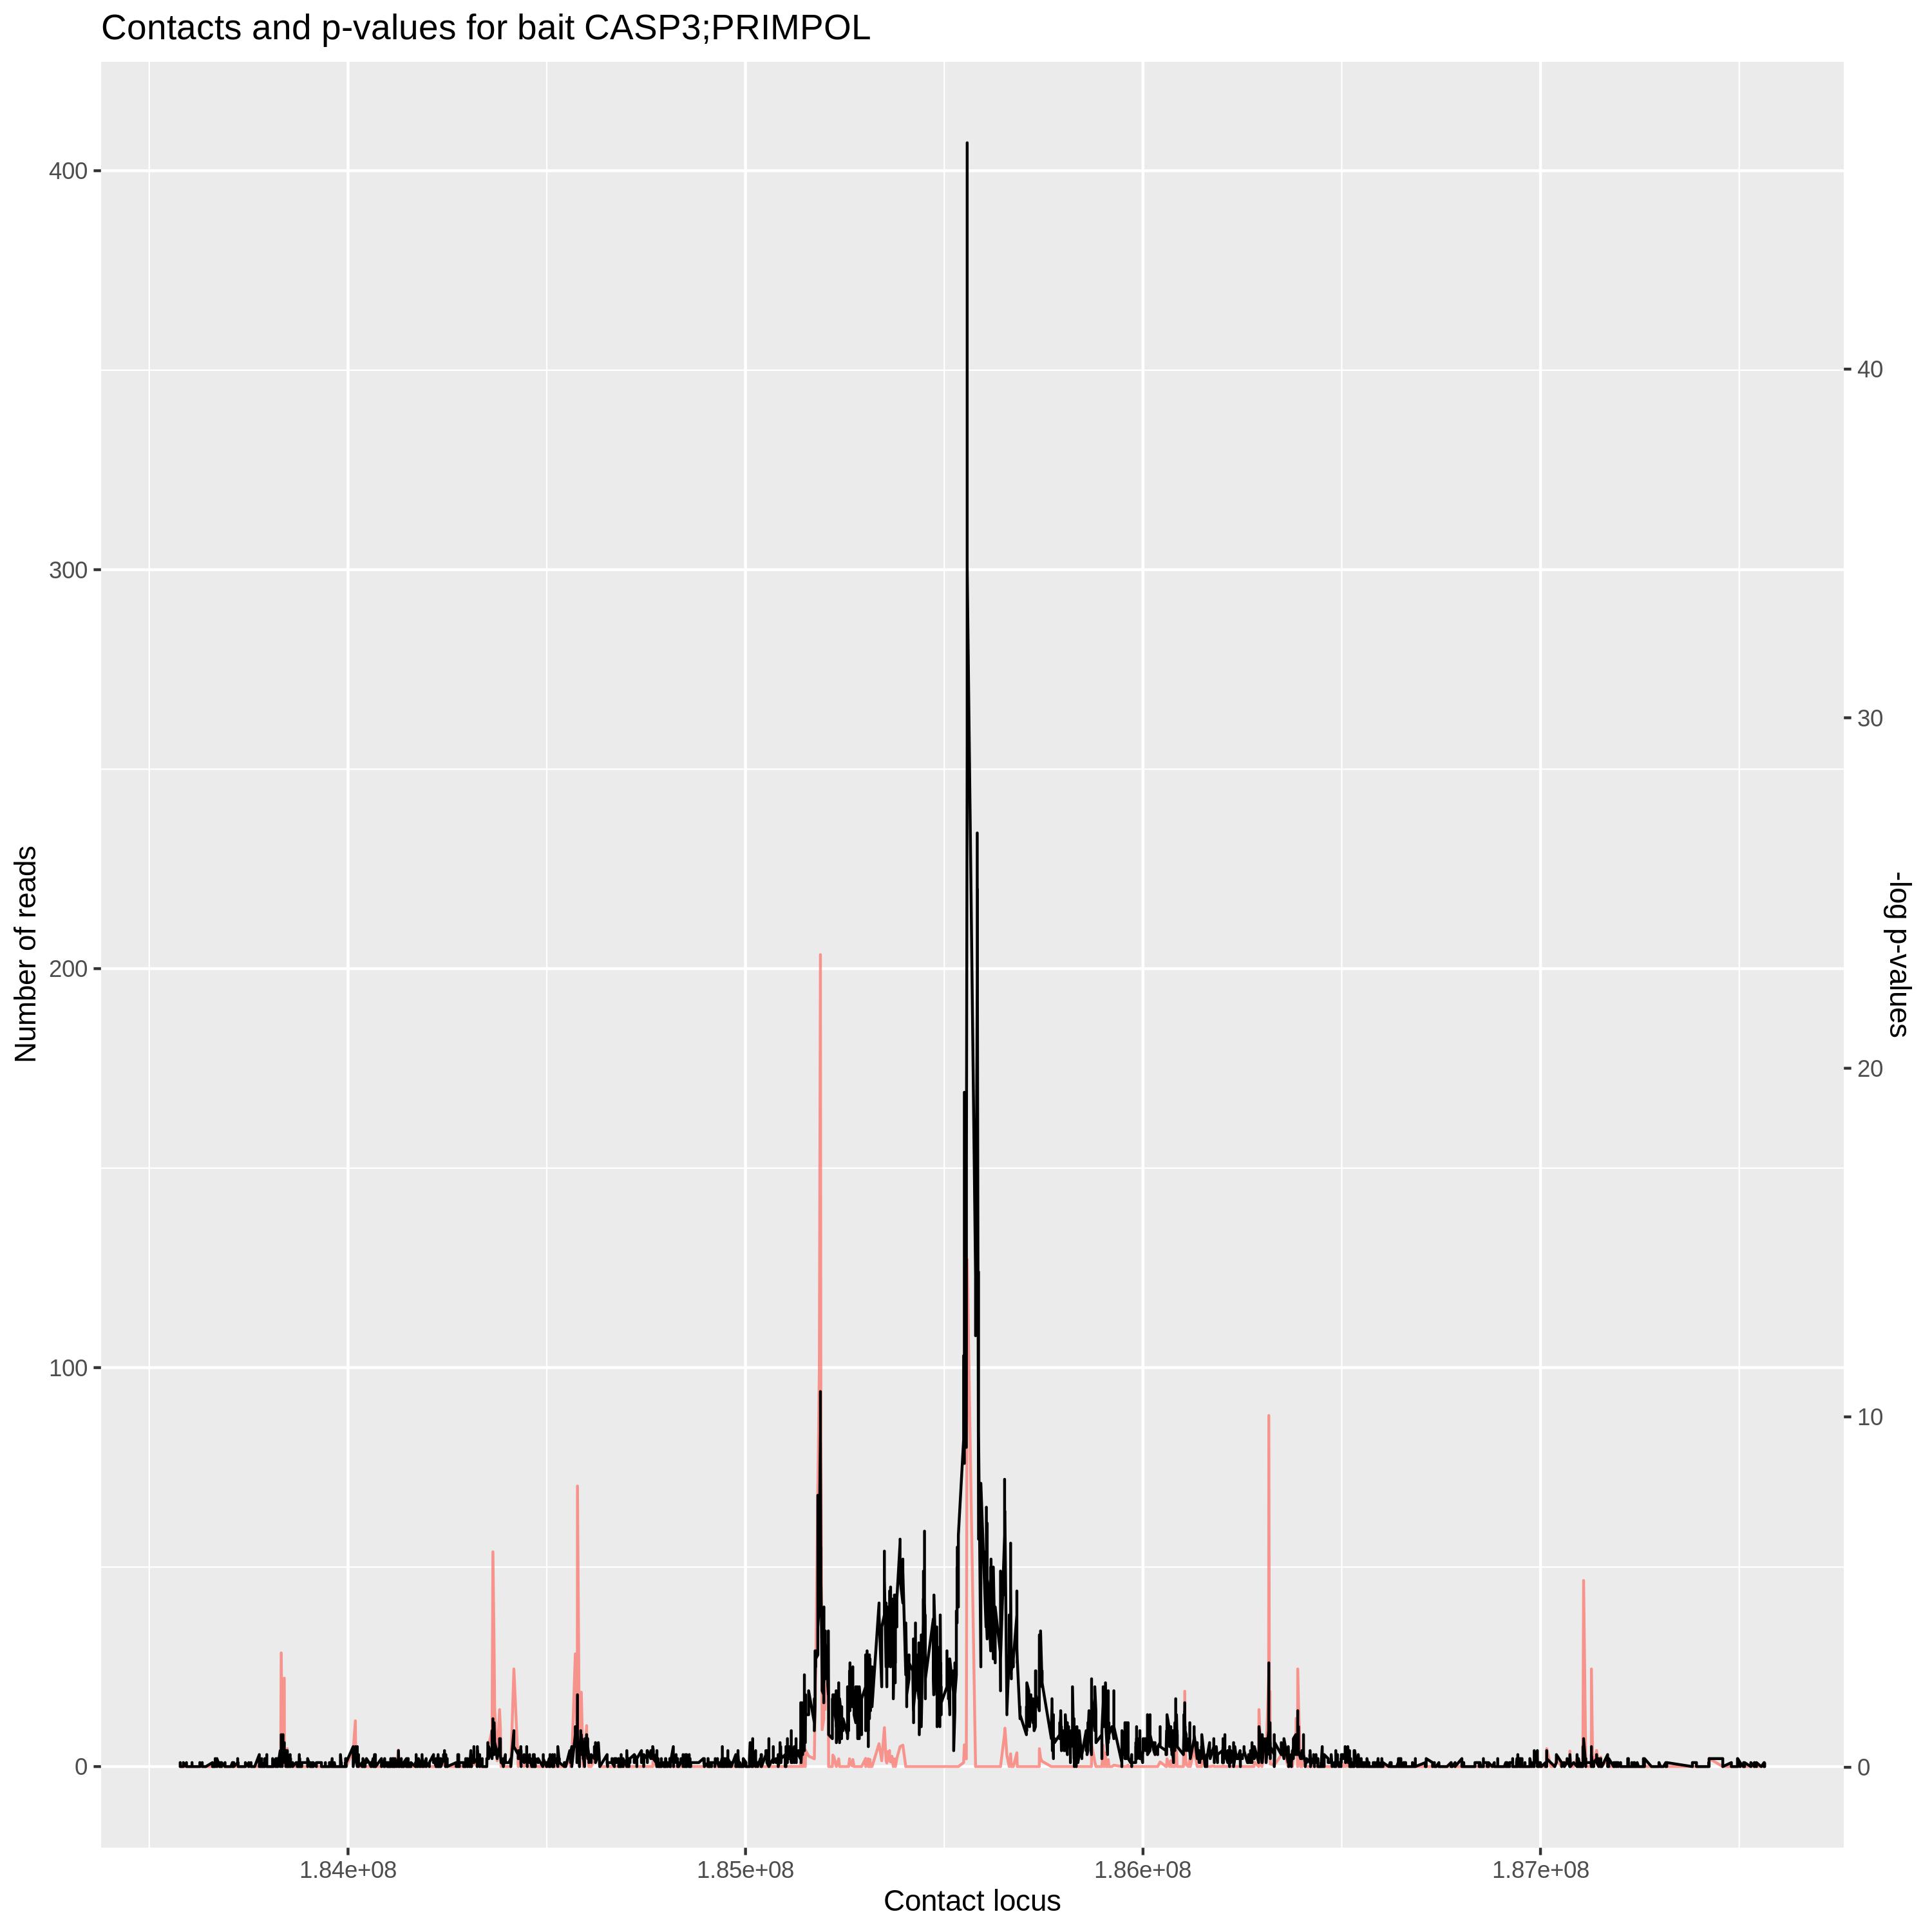 Contacts and p-values for bait CASP3;PRIMPOL
400
300
200
100
0
Number of reads
40
30
20
10
0
-log p-values
1.84e+08
1.85e+08
1.86e+08
1.87e+08
Contact locus